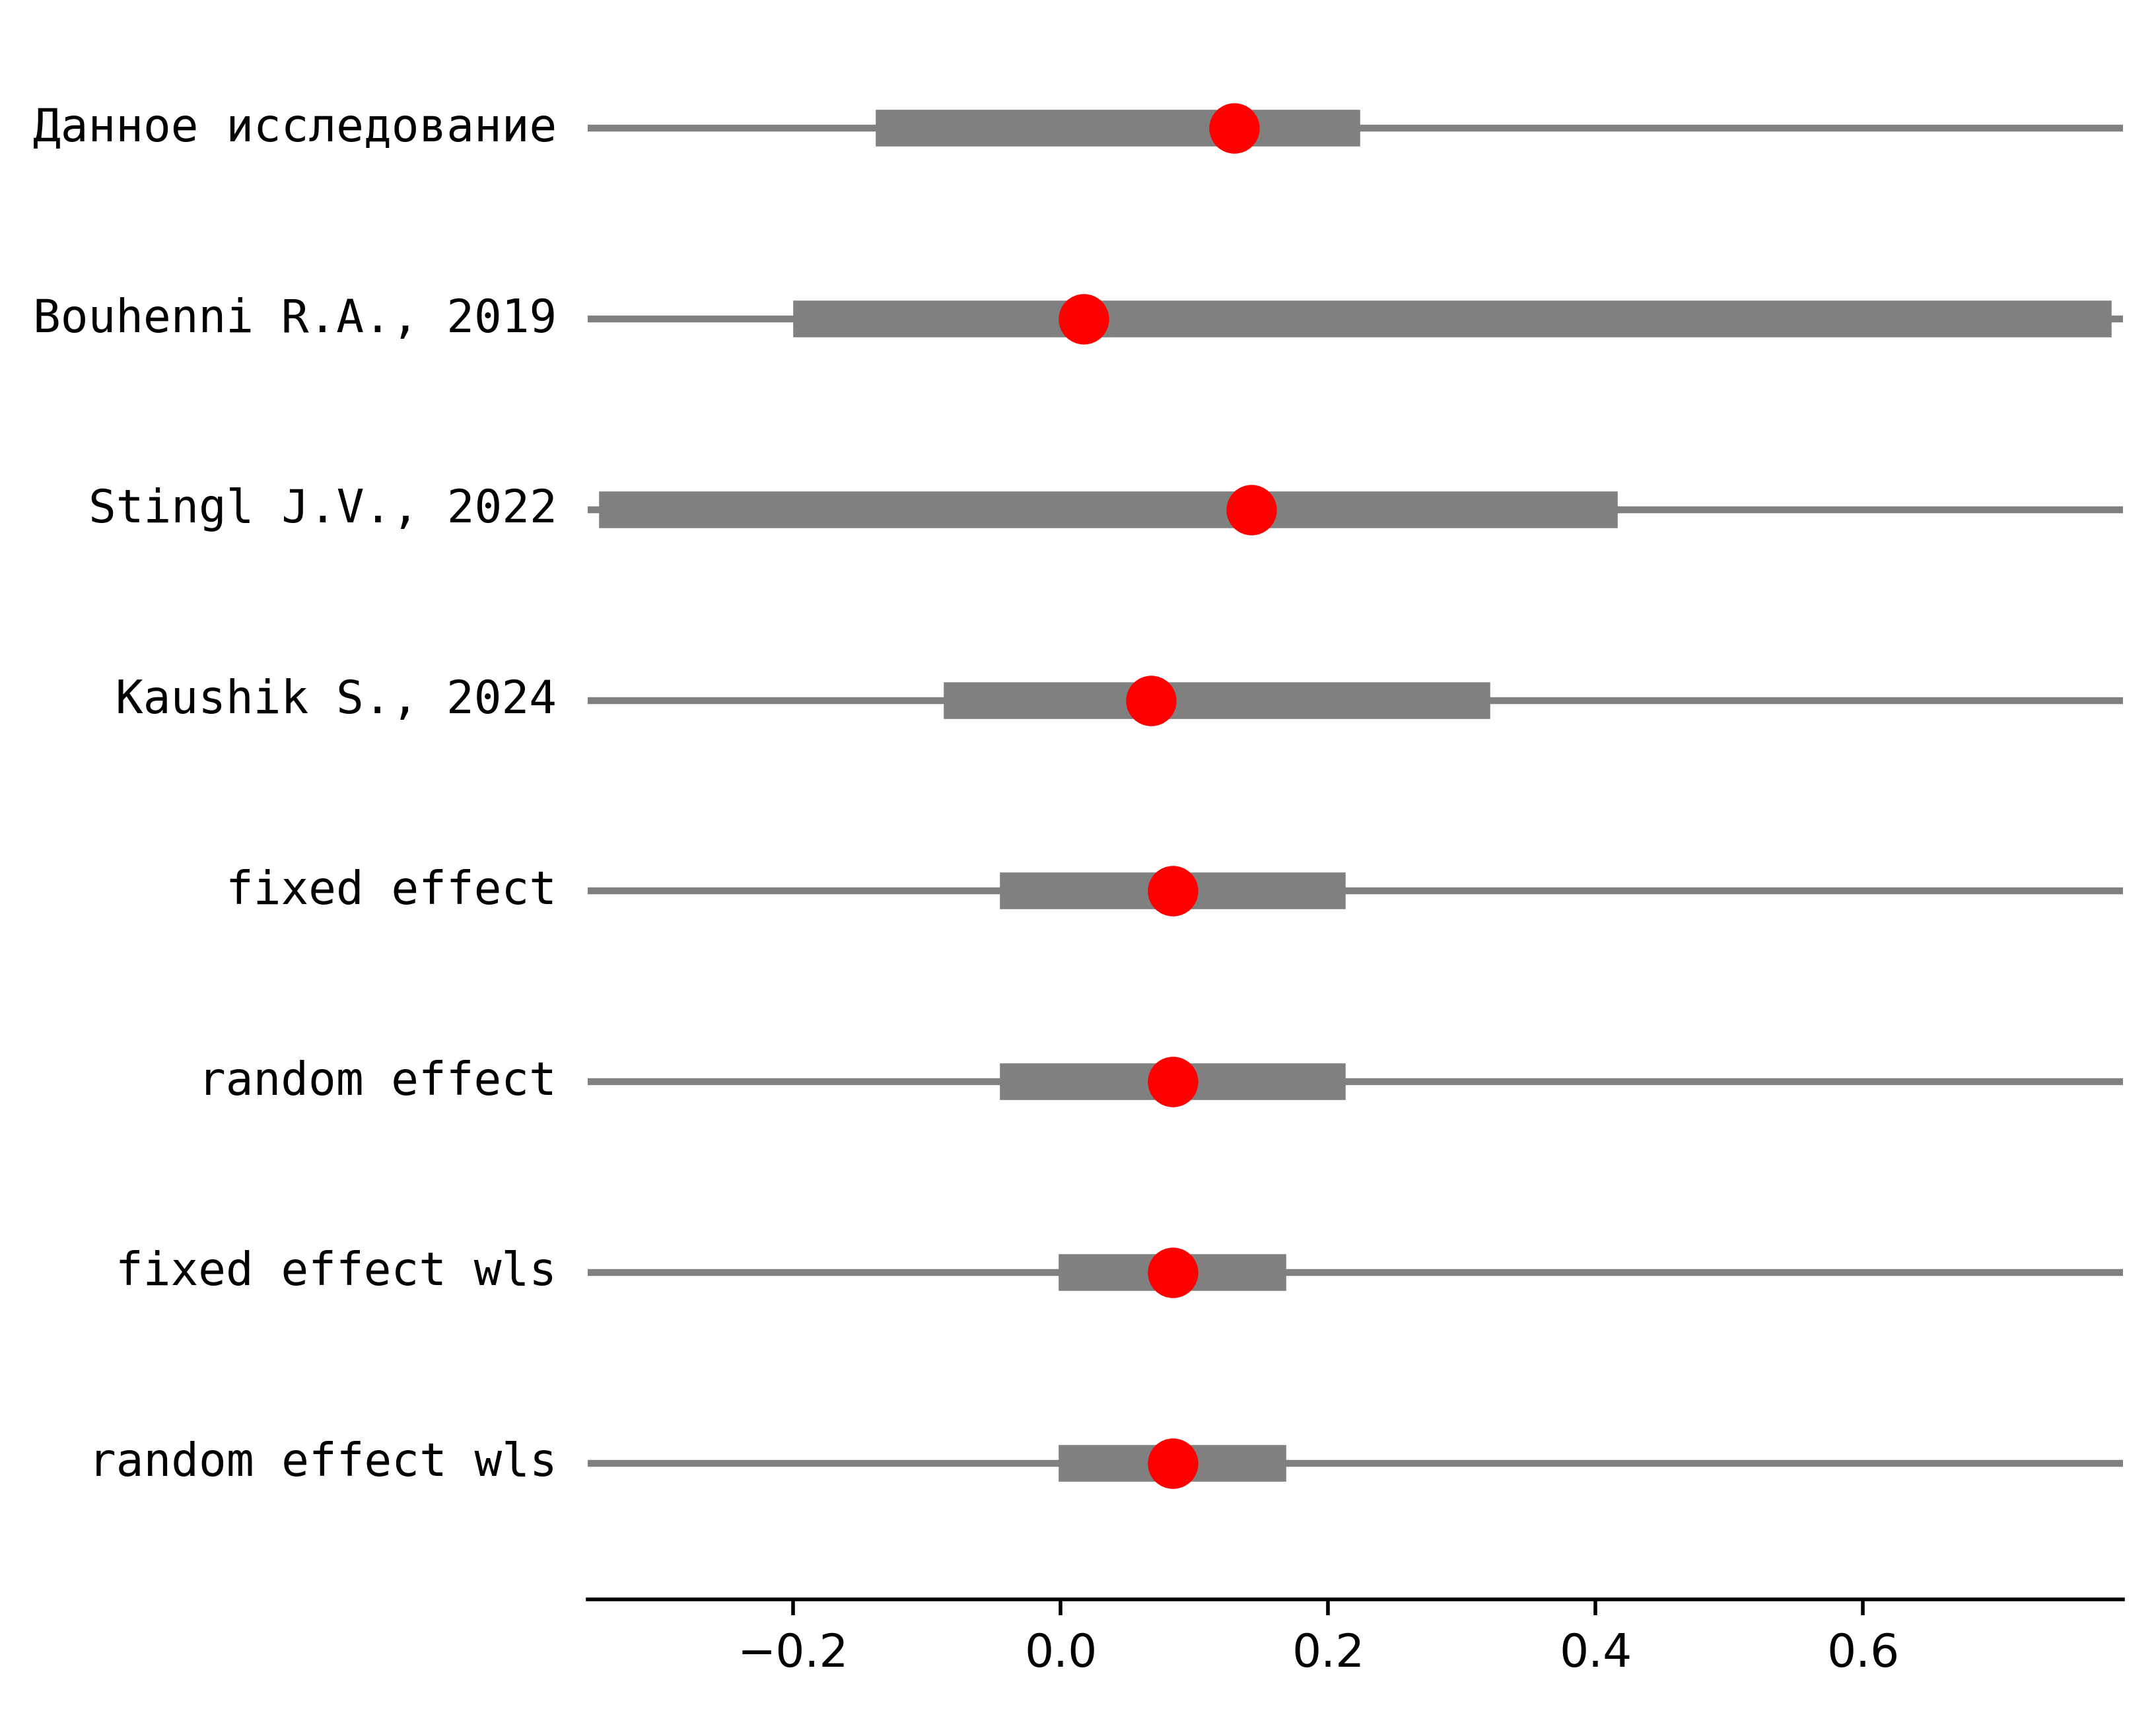 Данное исследование
Bouhenni R.A., 2019
Stingl J.V., 2022
Kaushik S., 2024
fixed effect
random effect
fixed effect wls
random effect wls
−0.2 0.0 0.2 0.4 0.6